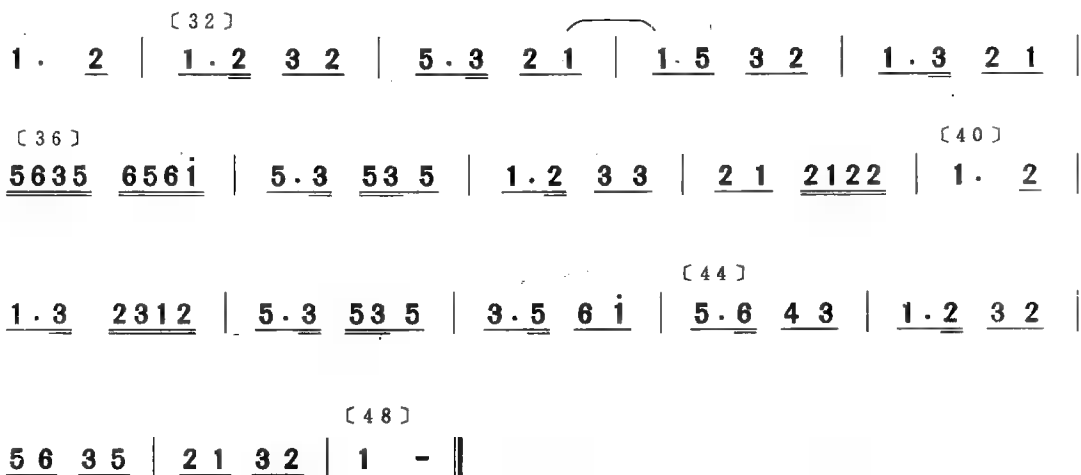 〔32〕
1· 2 | 1·2 3 2 | 5·3 2 1 | 1·5 3 2 | 1·3 2 1 |
〔36〕 〔40〕
5635 656i | 5·3 53 5 | 1·2 3 3 | 2 1 2122 | 1· 2 |
〔44〕
1·3 2312 | 5·3 53 5 | 3·5 6 i | 5·6 4 3 | 1·2 3 2 |
〔48〕
5 6 3 5 | 2 1 3 2 | 1 - ‖